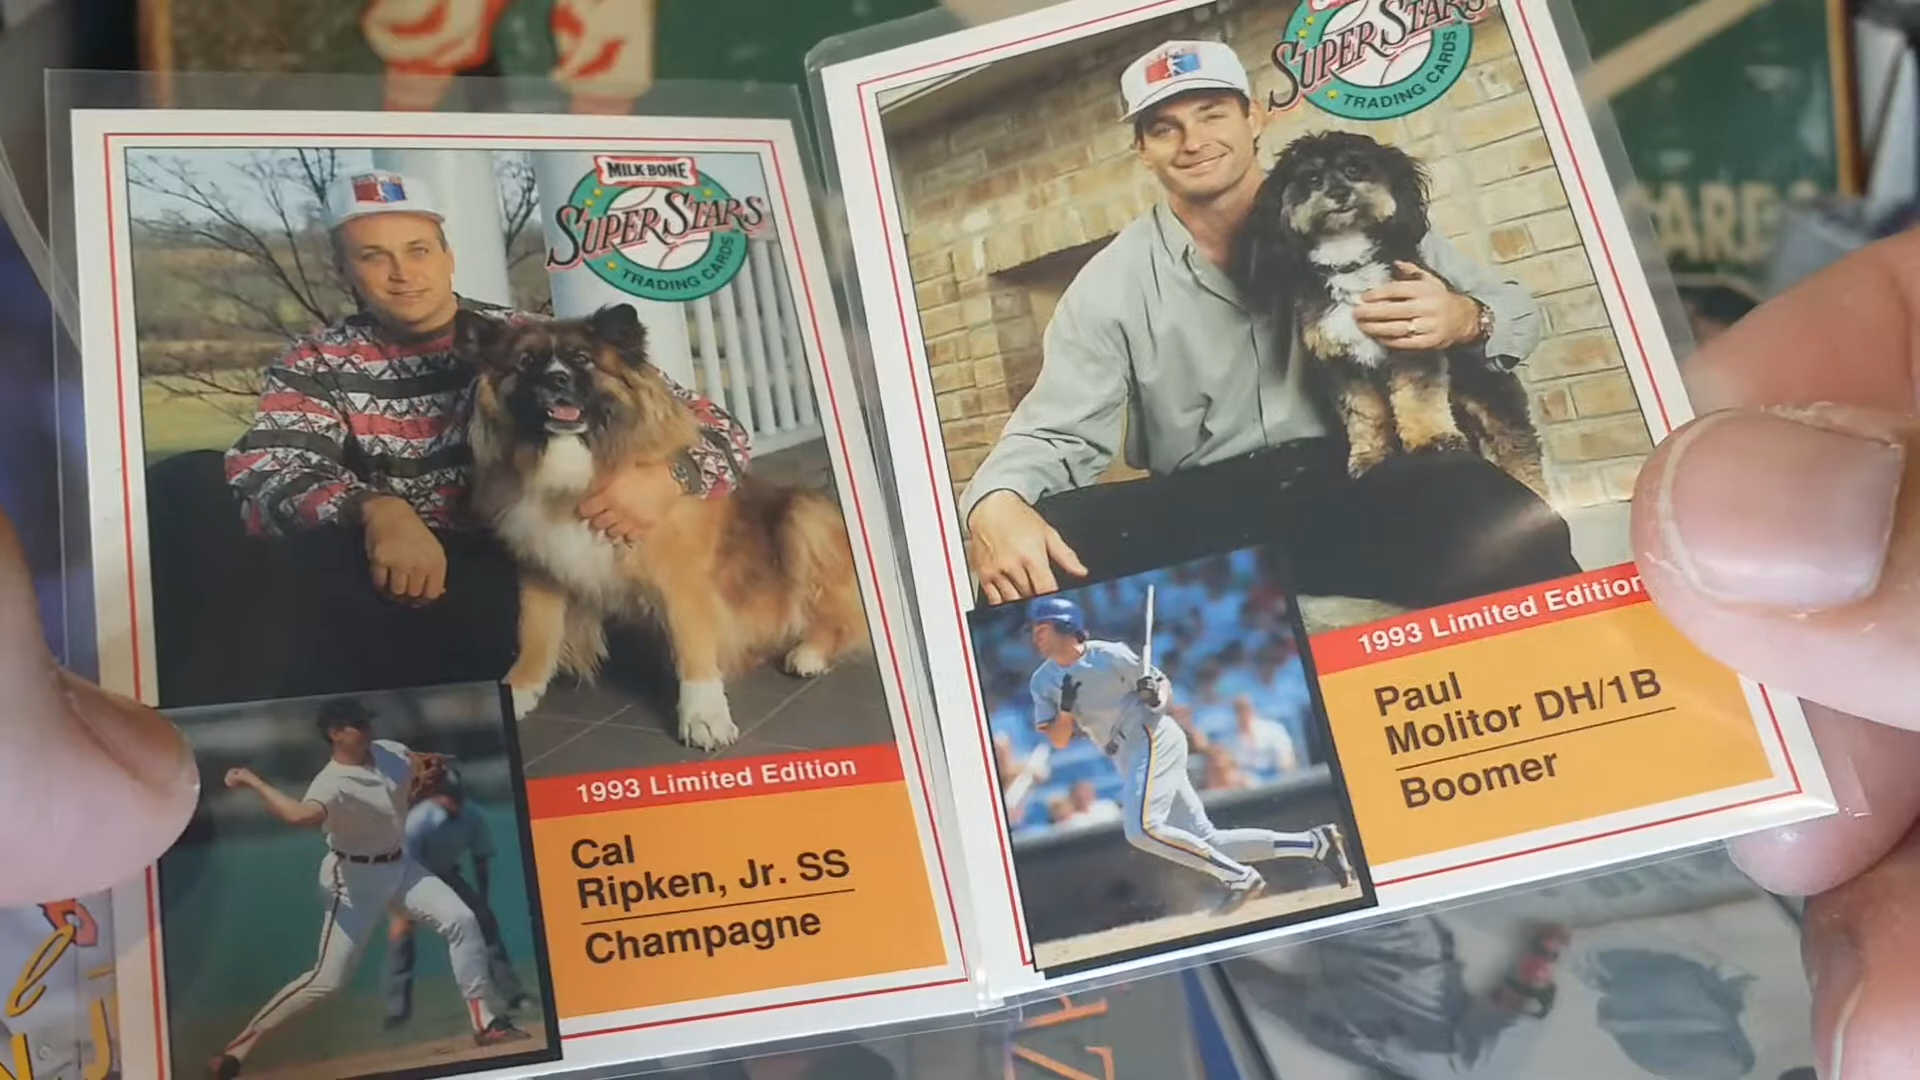 MILK-BONE
SUPER STARS
TRADING CARDS
1993 Limited Edition
Cal
Ripken, Jr. SS
Champagne
SUPER STARS
TRADING CARDS
1993 Limited Edition
Paul
Molitor DH/1B
Boomer